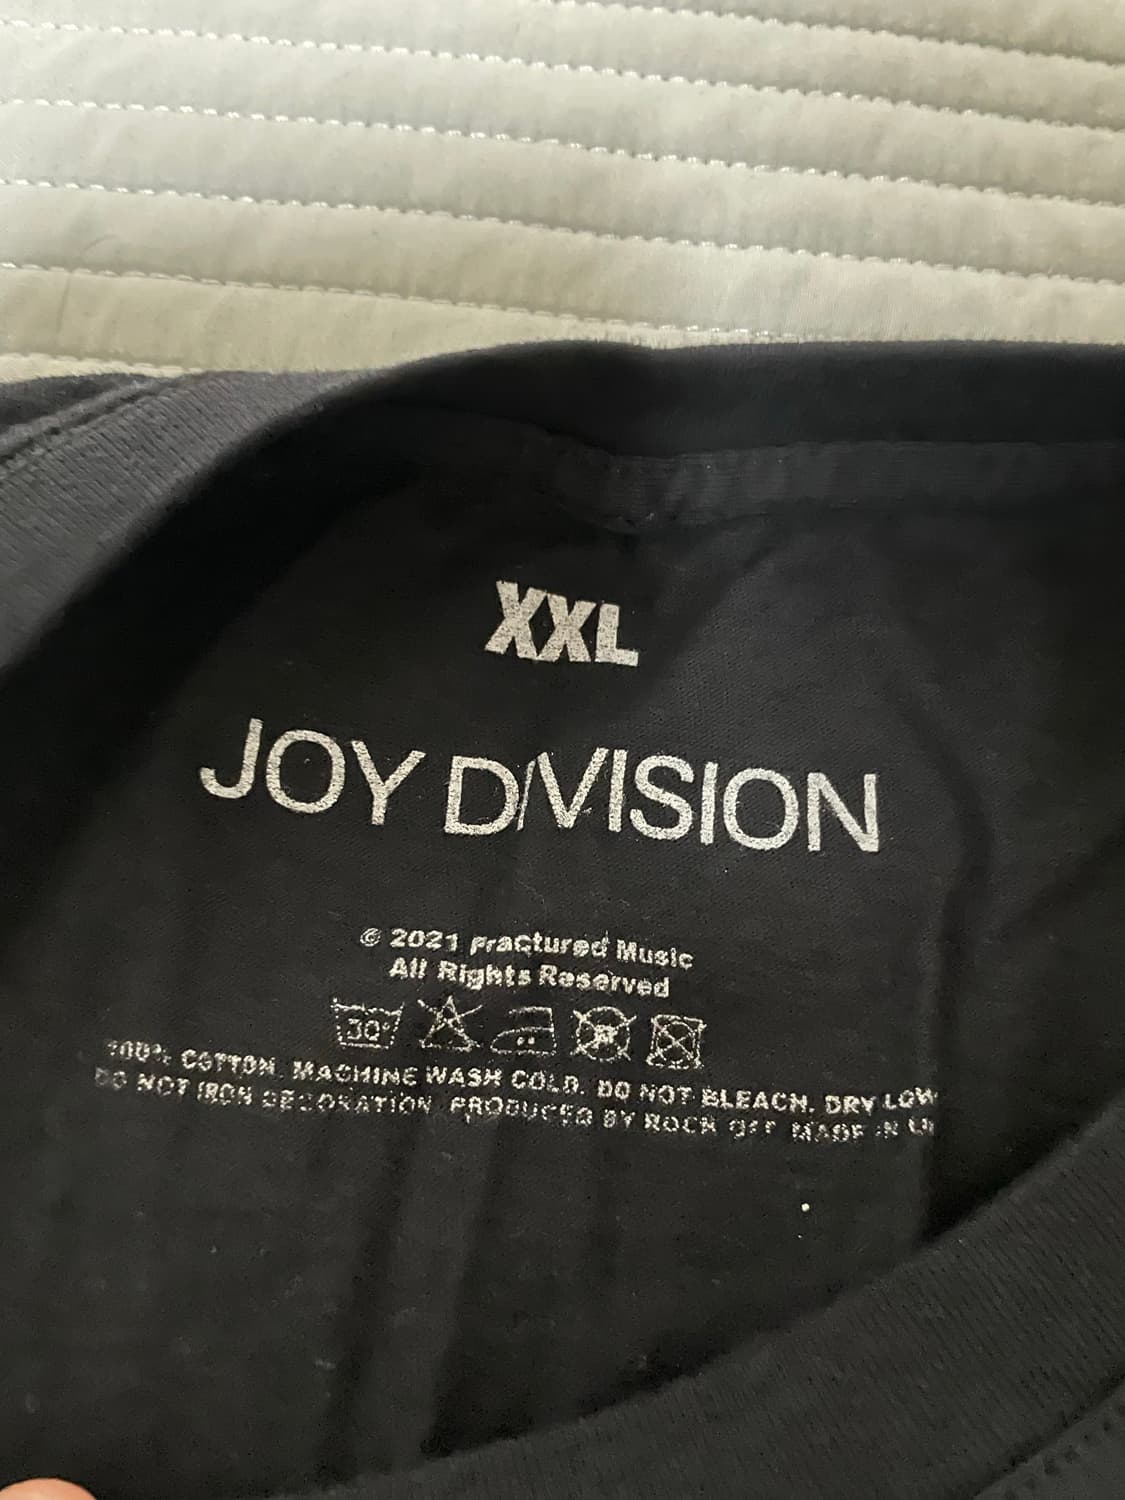 XXL
JOY DIVISION
© 2021 Fractured Music
All Rights Reserved
30°
100% COTTON. MACHINE WASH COLD. DO NOT BLEACH. DRY LOW
DO NOT IRON DECORATION. PRODUCED BY ROCK OFF MADE IN